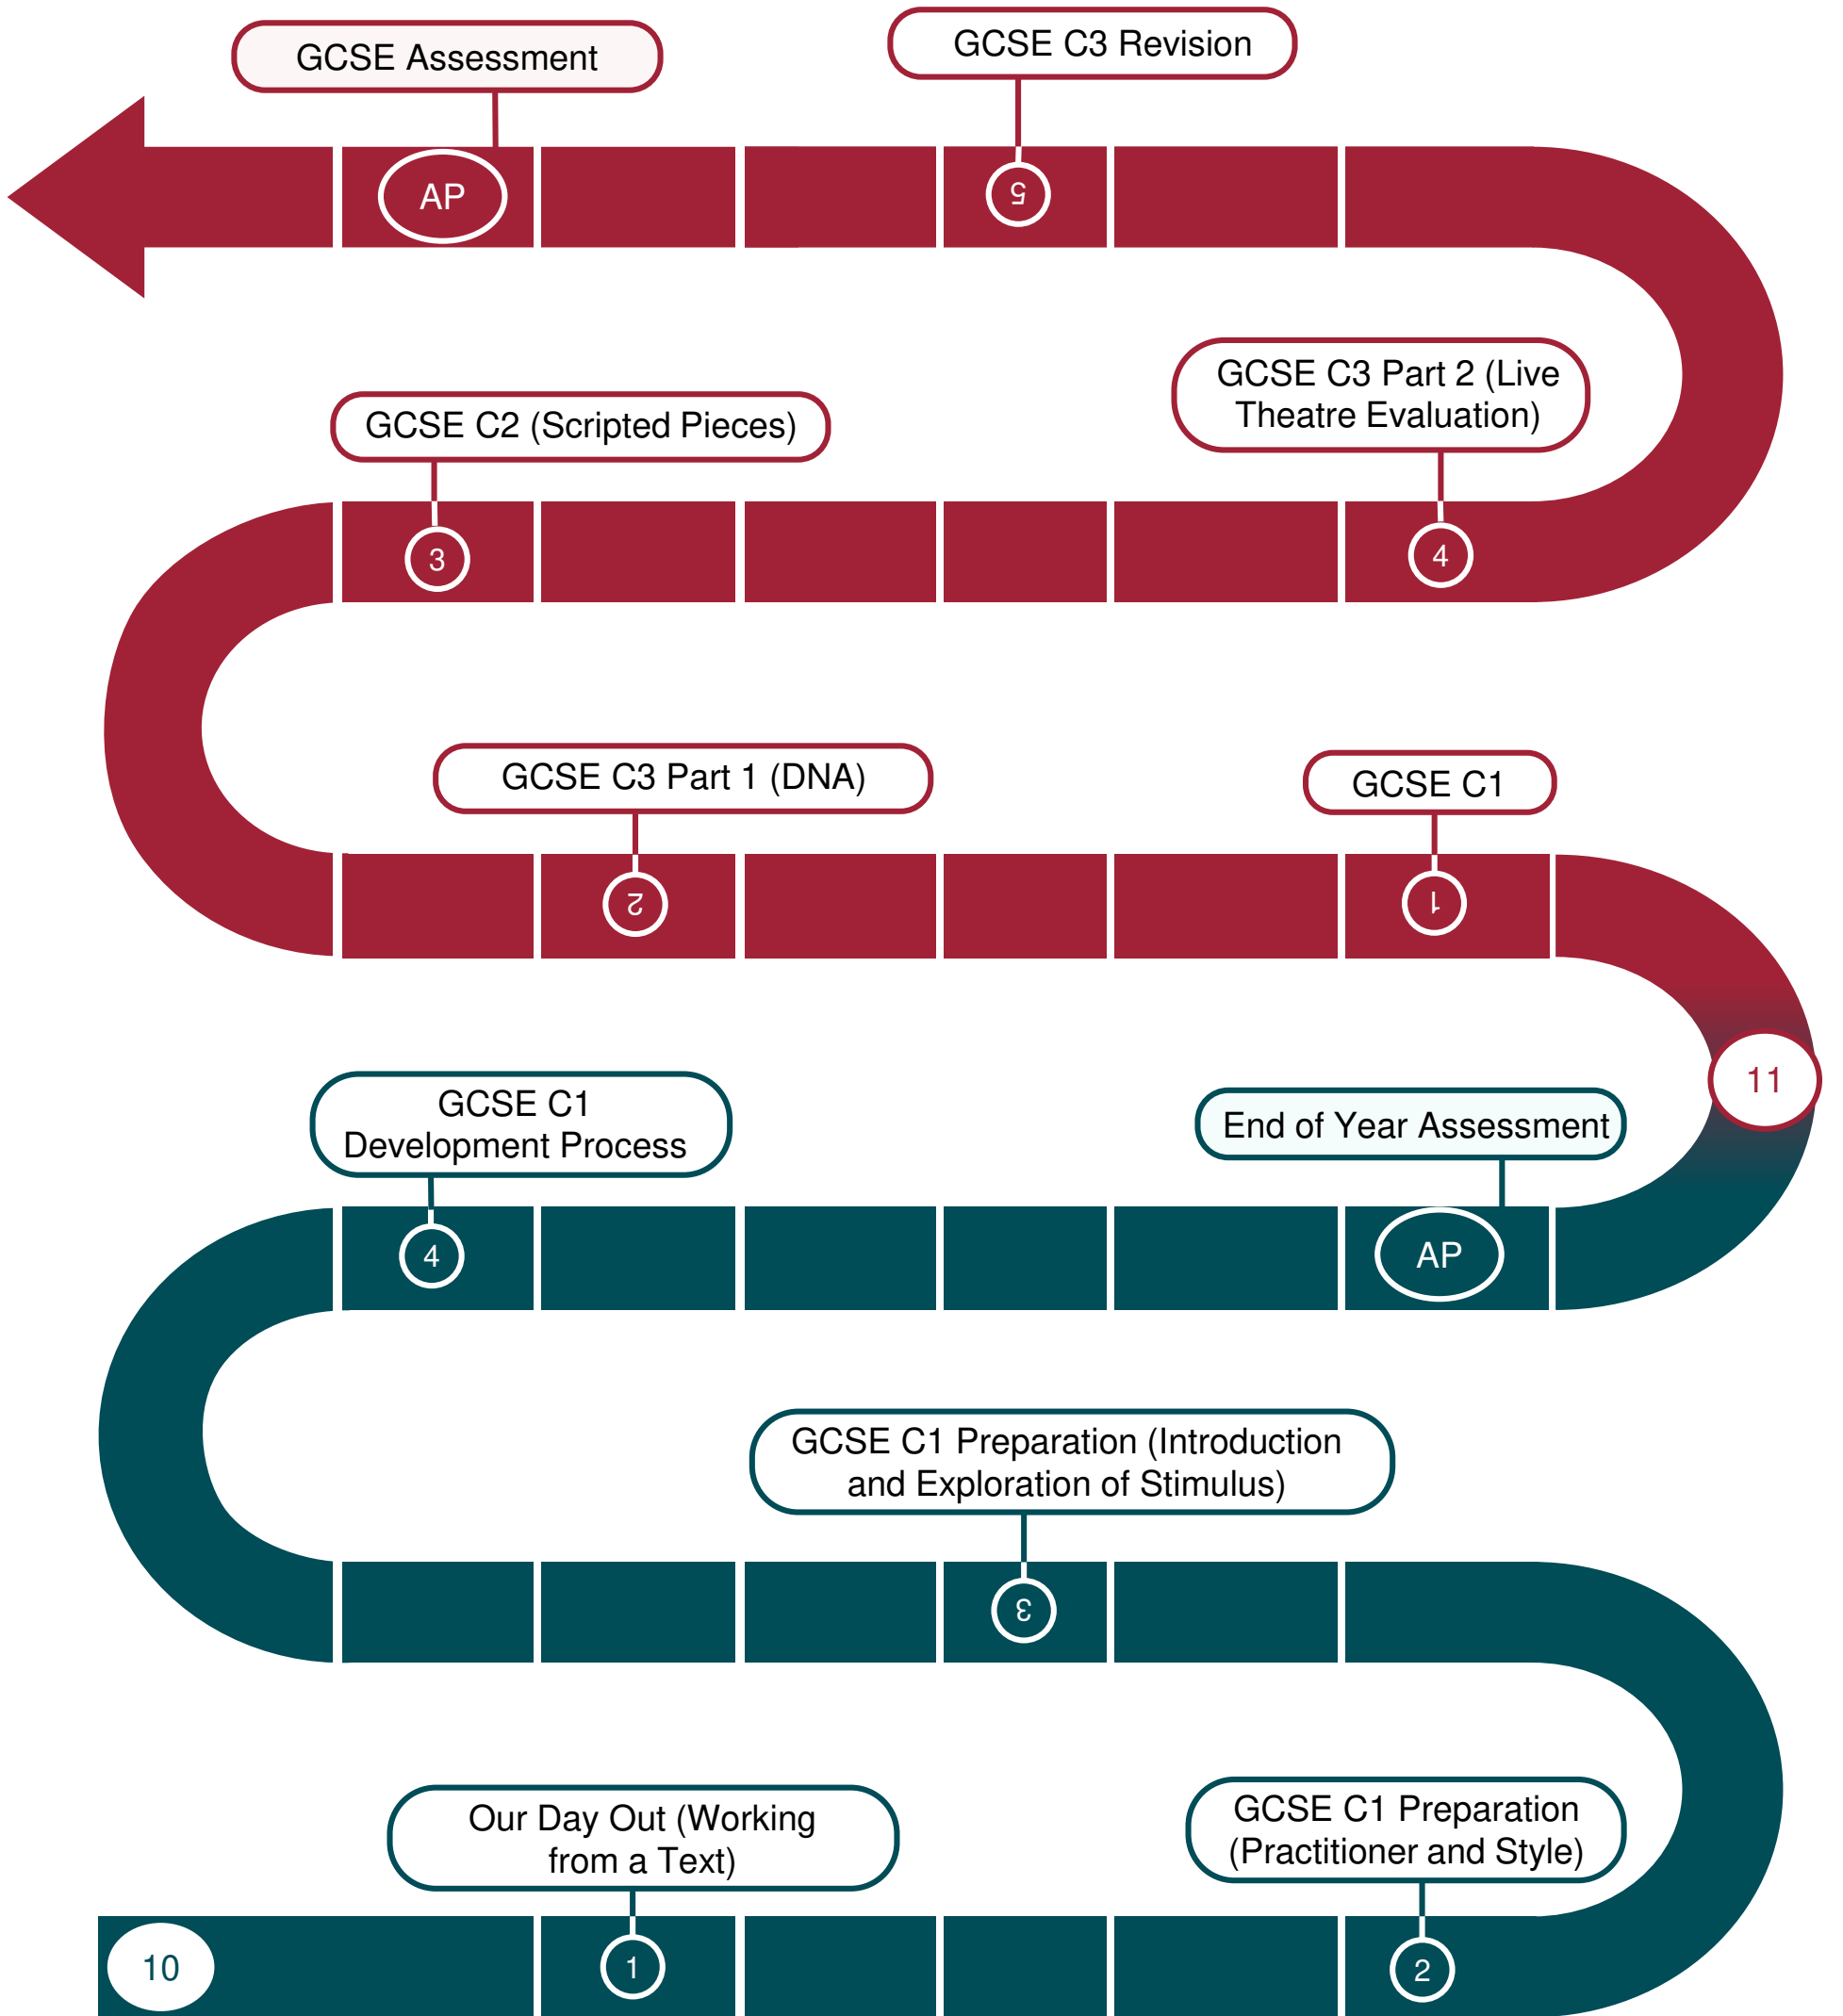 GCSE Assessment
GCSE C3 Revision
AP
5
GCSE C2 (Scripted Pieces)
GCSE C3 Part 2 (Live
Theatre Evaluation)
3
4
GCSE C3 Part 1 (DNA)
GCSE C1
2
1
11
GCSE C1
Development Process
End of Year Assessment
4
AP
GCSE C1 Preparation (Introduction
and Exploration of Stimulus)
3
Our Day Out (Working
from a Text)
GCSE C1 Preparation
(Practitioner and Style)
10
1
2